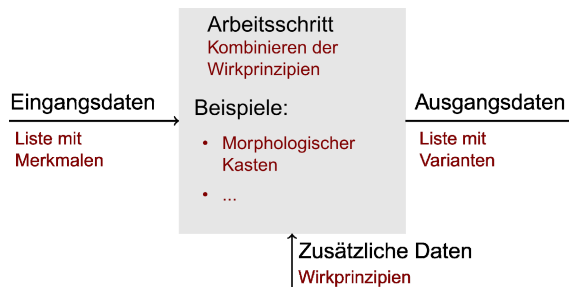 Arbeitsschritt
Kombinieren der
Wirkprinzipien
Eingangsdaten
Liste mit
Merkmalen
Beispiele:
• Morphologischer
Kasten
• ...
Ausgangsdaten
Liste mit
Varianten
Zusätzliche Daten
Wirkprinzipien